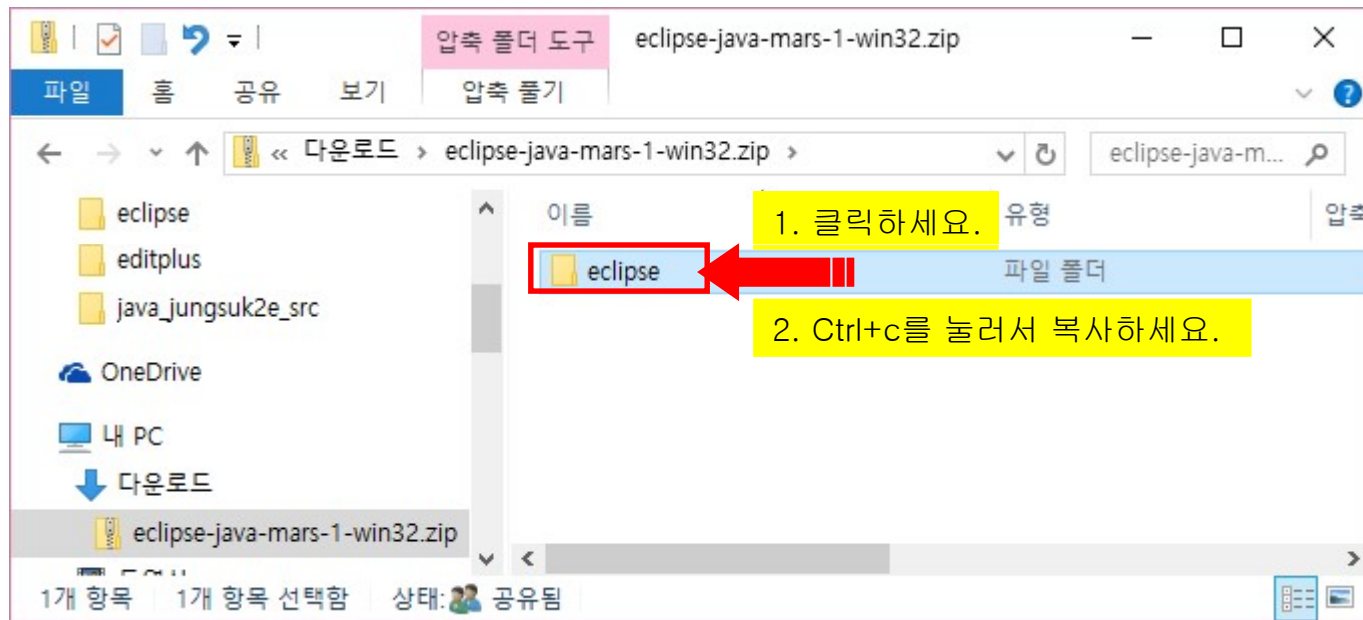 압축 폴더 도구 eclipse-java-mars-1-win32.zip
파일 홈 공유 보기 압축 풀기
« 다운로드 › eclipse-java-mars-1-win32.zip › eclipse-java-m...
eclipse
editplus
java_jungsuk2e_src
OneDrive
내 PC
다운로드
eclipse-java-mars-1-win32.zip
이름 유형 압축
1. 클릭하세요.
eclipse 파일 폴더
2. Ctrl+c를 눌러서 복사하세요.
1개 항목 1개 항목 선택함 상태: 공유됨